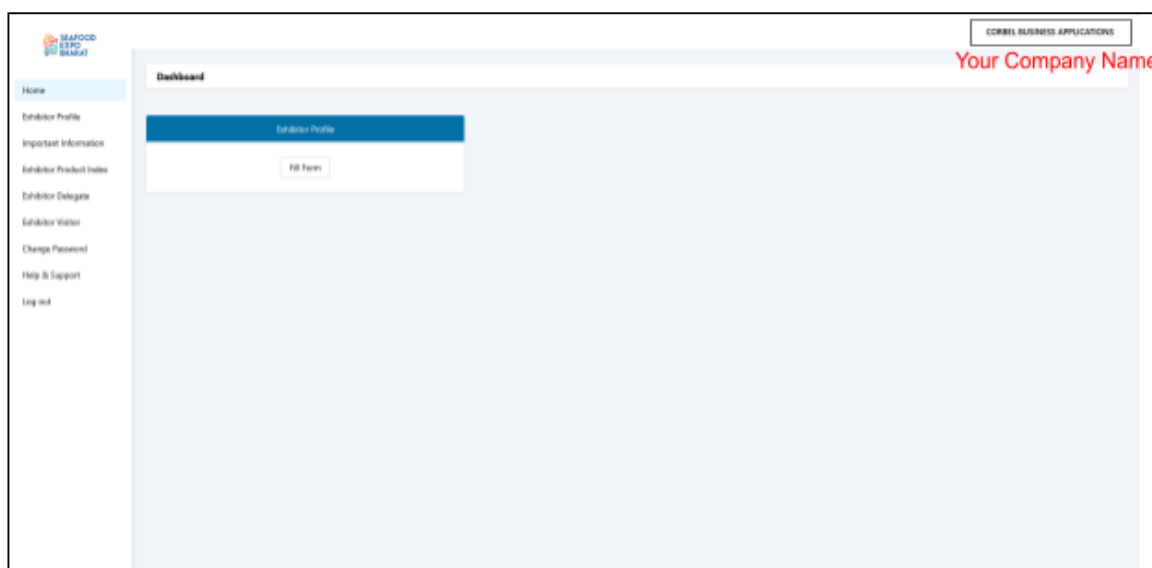 SEAFOOD
EXPO
BHARAT
CORBEL BUSINESS APPLICATIONS
Your Company Name
Dashboard
Home
Exhibitor Profile
Important Information
Exhibitor Product Index
Exhibitor Delegate
Exhibitor Visitor
Change Password
Help & Support
Log out
Exhibitor Profile
Fill Form